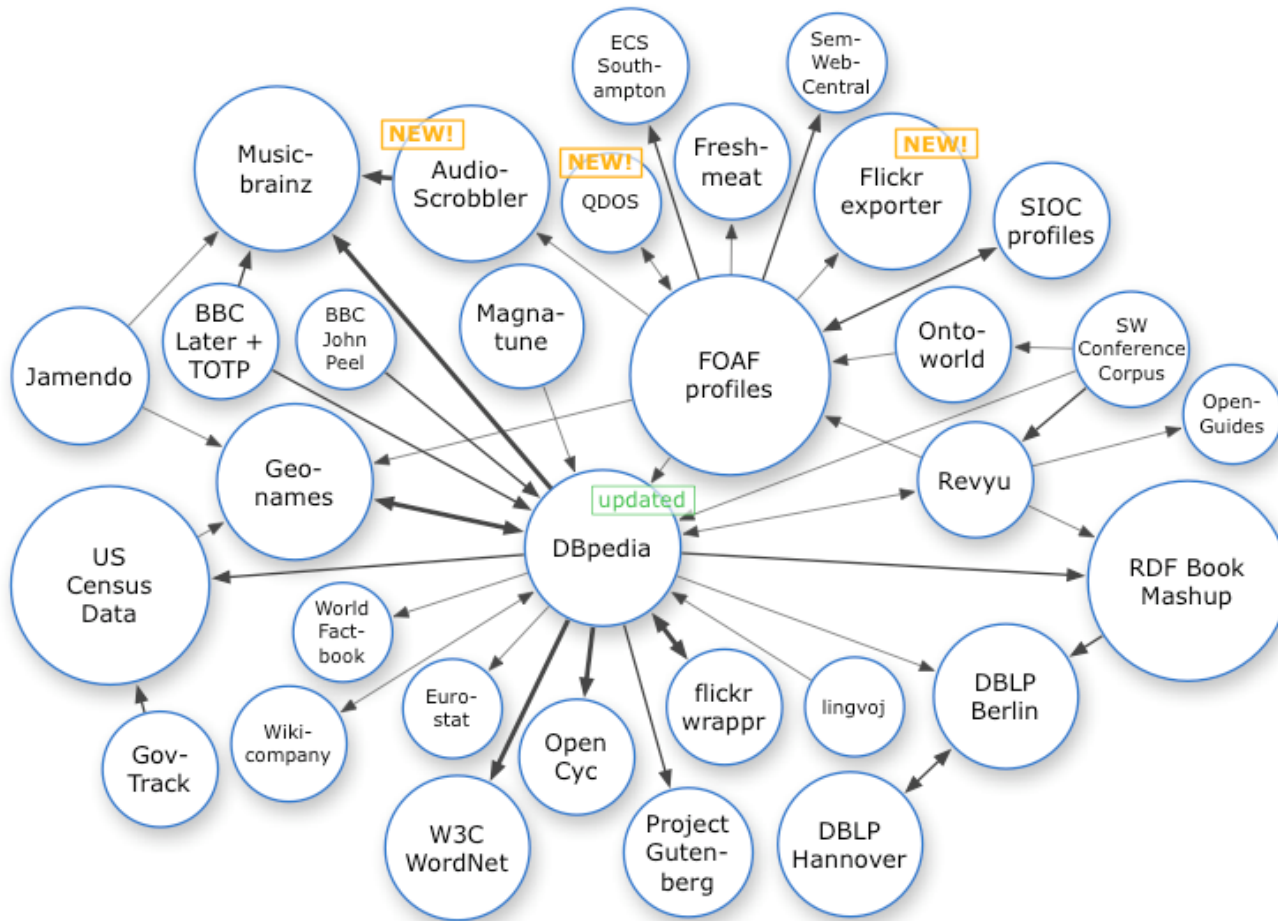 ECS
South-
ampton
Sem-
Web-
Central
Music-
brainz
NEW!
Audio-
Scrobbler
NEW!
QDOS
Fresh-
meat
NEW!
Flickr
exporter
SIOC
profiles
BBC
Later +
TOTP
BBC
John
Peel
Magna-
tune
FOAF
profiles
Onto-
world
SW
Conference
Corpus
Jamendo
Open-
Guides
Geo-
names
updated
DBpedia
Revyu
US
Census
Data
RDF Book
Mashup
World
Fact-
book
Euro-
stat
flickr
wrappr
lingvoj
DBLP
Berlin
Wiki-
company
Gov-
Track
Open
Cyc
W3C
WordNet
Project
Guten-
berg
DBLP
Hannover